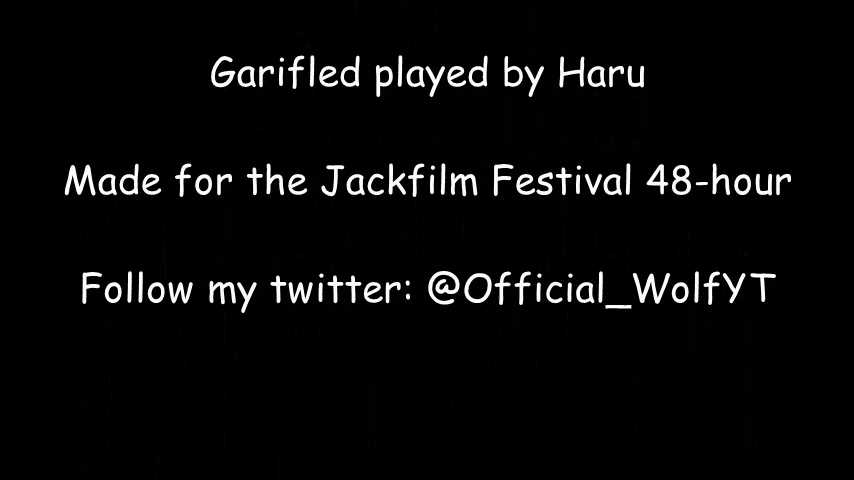 Garifled played by Haru
Made for the Jackfilm Festival 48-hour
Follow my twitter: @Official_WolfYT